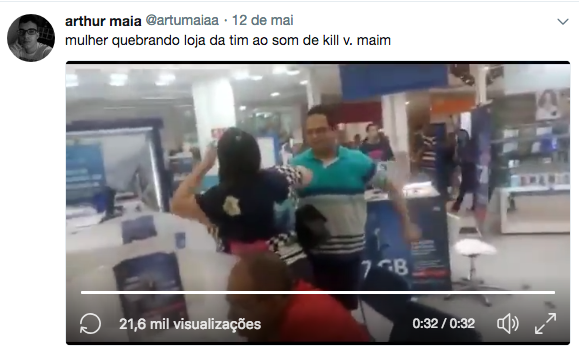 arthur maia @artumaiaa · 12 de mai
mulher quebrando loja da tim ao som de kill v. maim
7 GB
21,6 mil visualizações
0:32 / 0:32